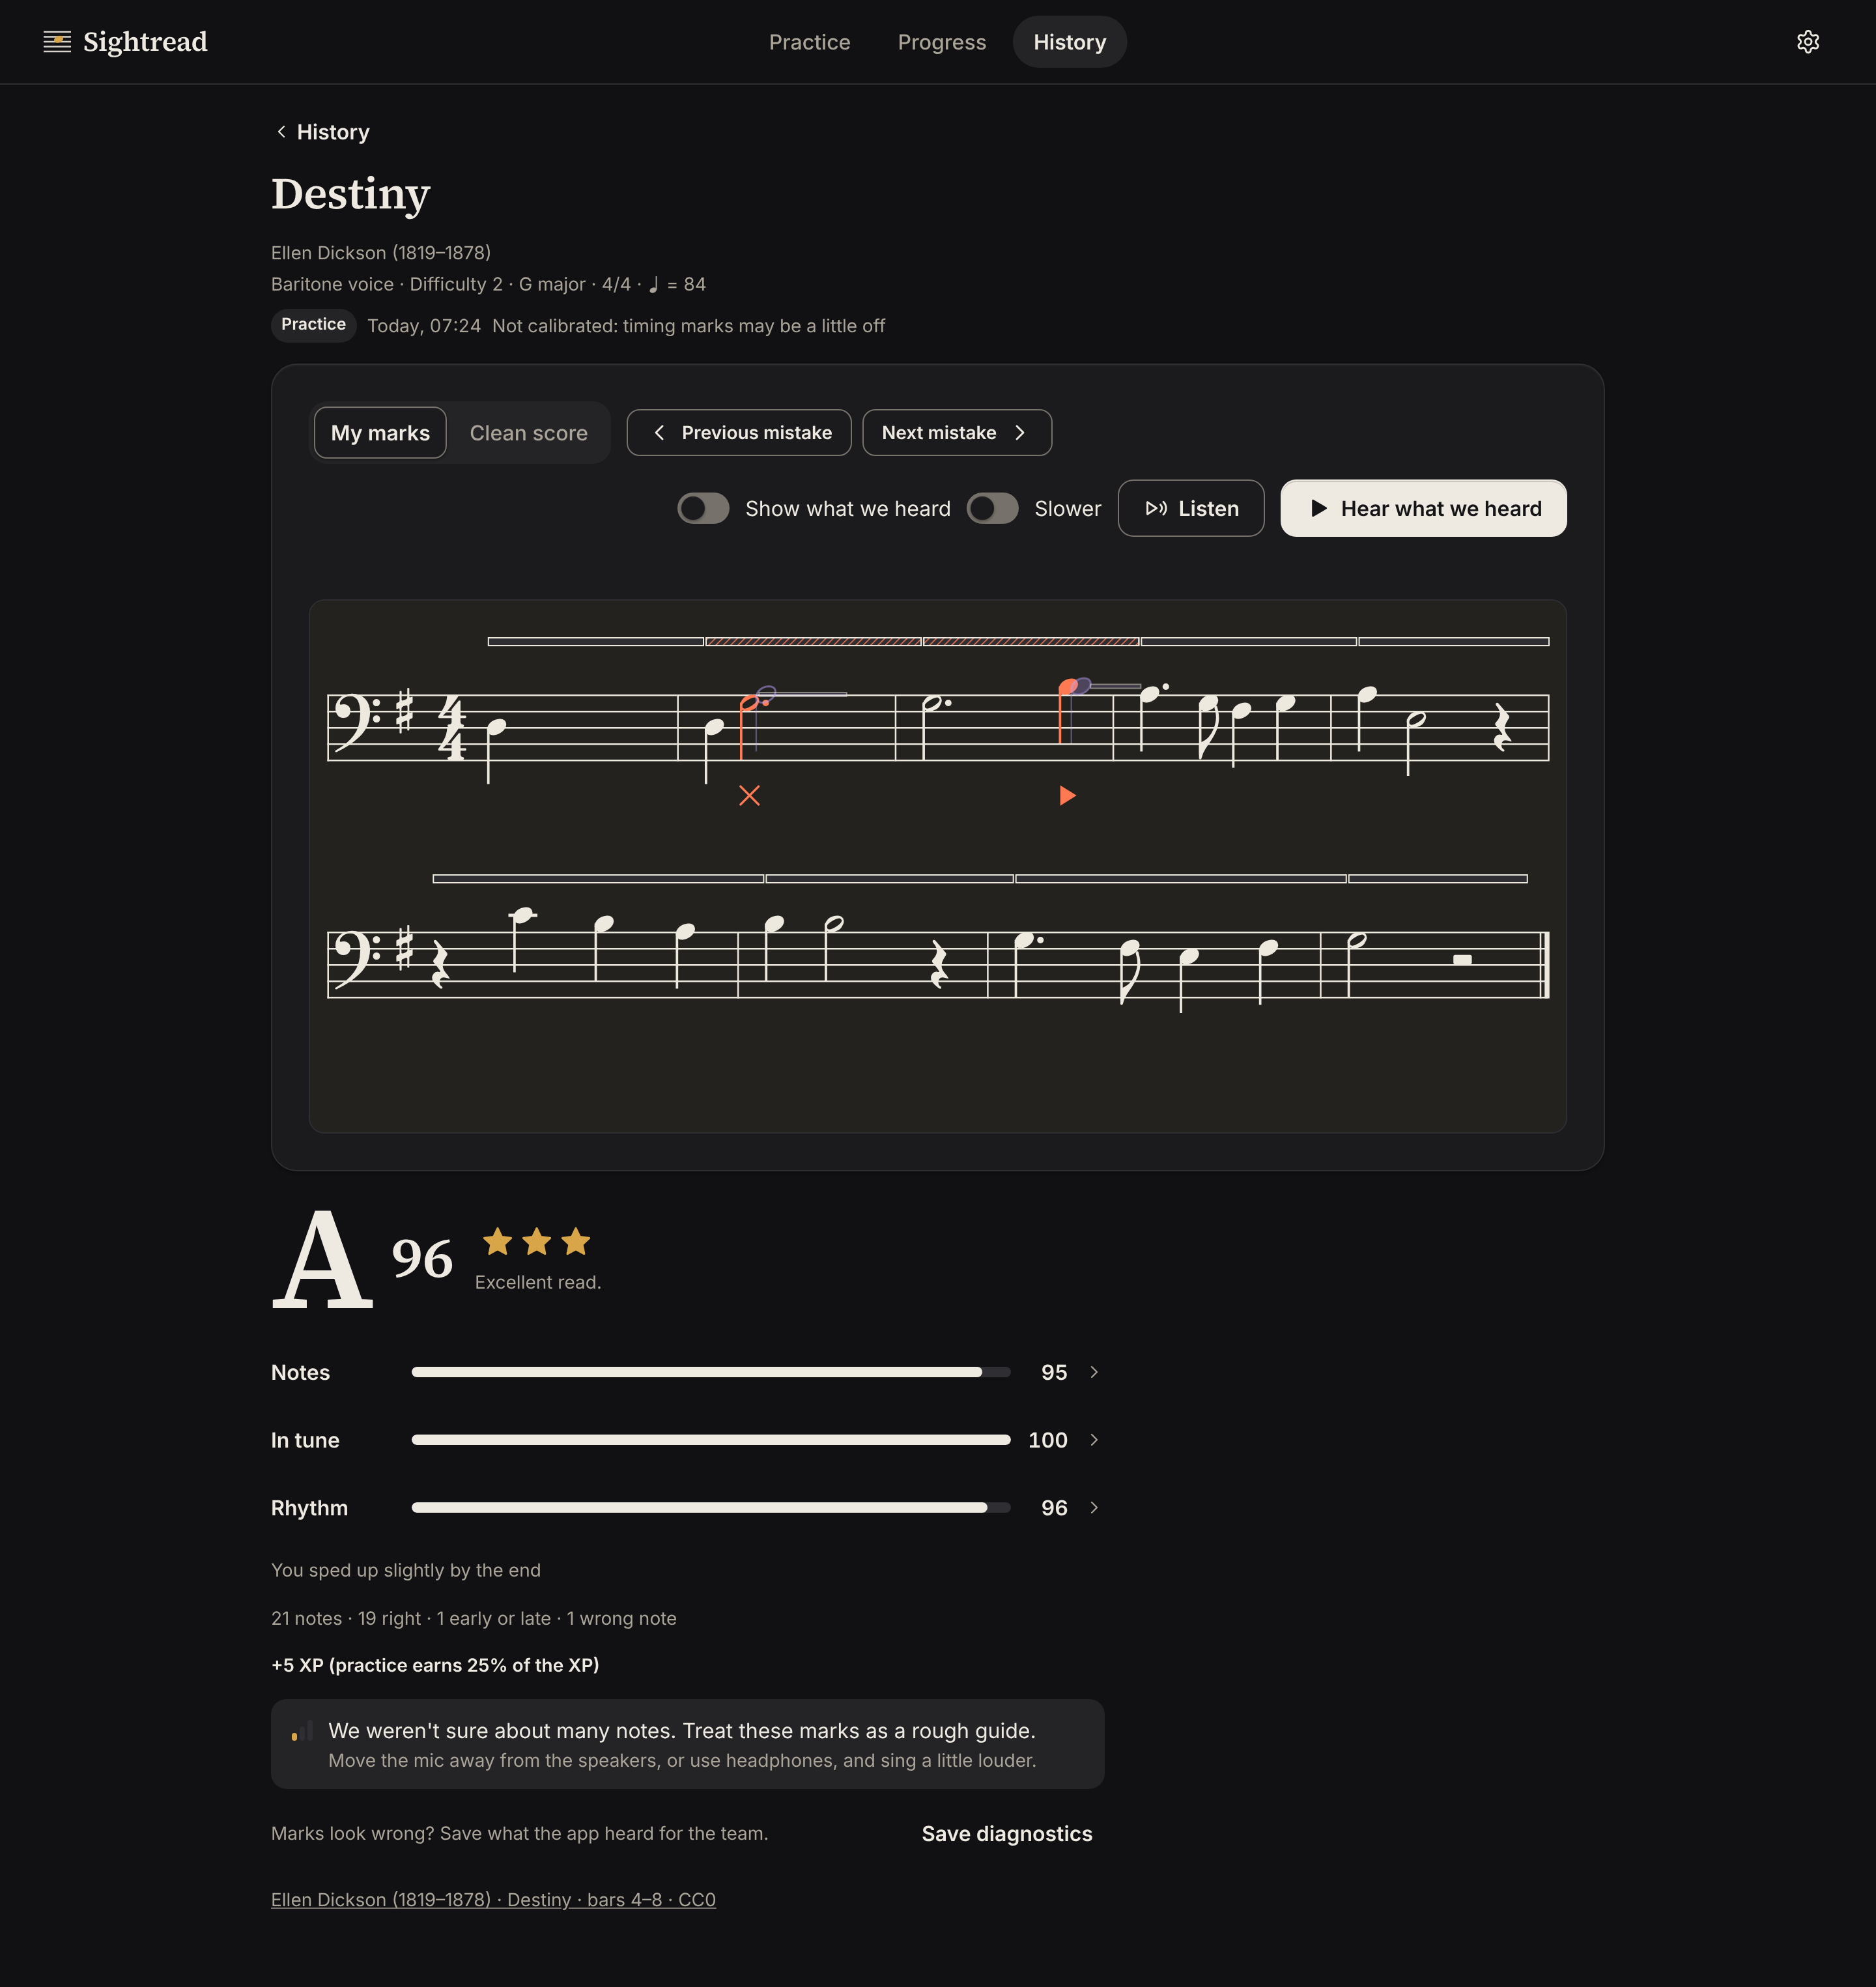 Sightread
Practice
Progress
History
History
Destiny
Ellen Dickson (1819–1878)
Baritone voice · Difficulty 2 · G major · 4/4 · ♩ = 84
Practice Today, 07:24 Not calibrated: timing marks may be a little off
My marks
Clean score
Previous mistake
Next mistake
Show what we heard
Slower
Listen
Hear what we heard
4
4
A 96
Excellent read.
Notes 95
In tune 100
Rhythm 96
You sped up slightly by the end
21 notes · 19 right · 1 early or late · 1 wrong note
+5 XP (practice earns 25% of the XP)
We weren't sure about many notes. Treat these marks as a rough guide.
Move the mic away from the speakers, or use headphones, and sing a little louder.
Marks look wrong? Save what the app heard for the team.
Save diagnostics
Ellen Dickson (1819–1878) · Destiny · bars 4–8 · CC0